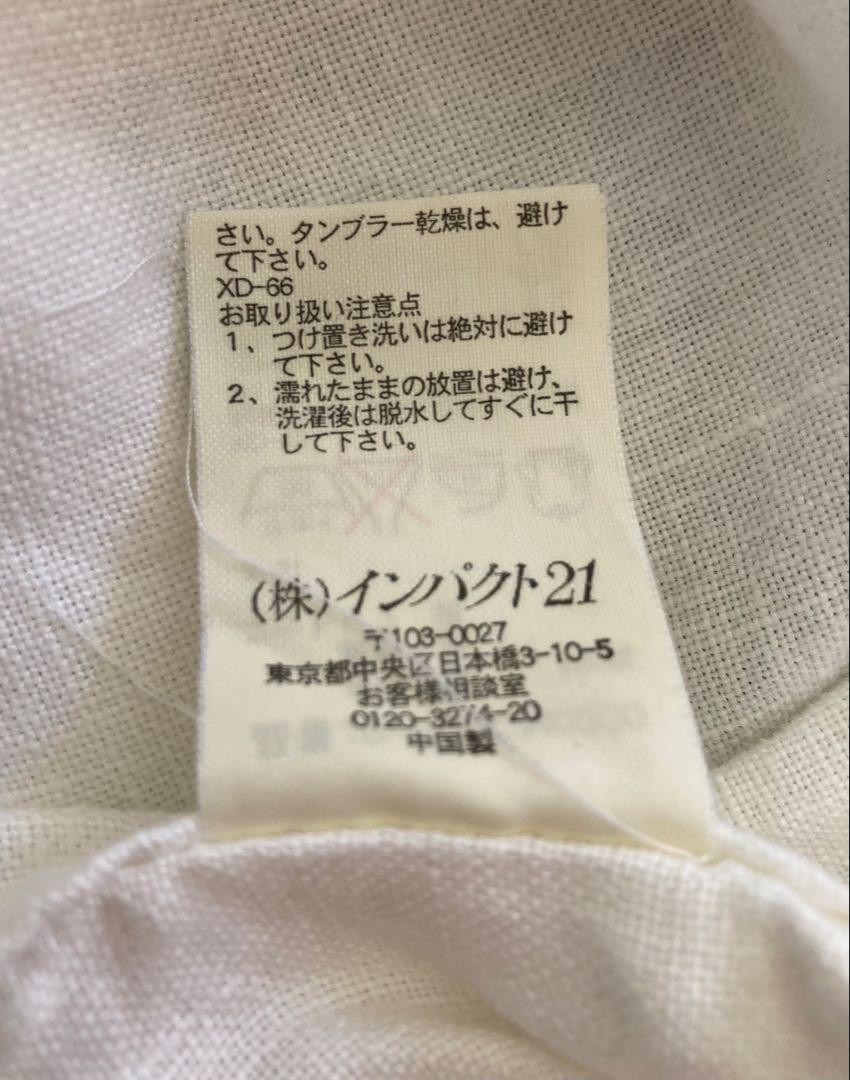 さい。タンブラー乾燥は、避け
て下さい。
XD-66
お取り扱い注意点
1、つけ置き洗いは絶対に避け
て下さい。
2、濡れたままの放置は避け、
洗濯後は脱水してすぐに干
して下さい。
(株)インパクト21
〒103-0027
東京都中央区日本橋3-10-5
お客様相談室
0120-3274-20
中国製